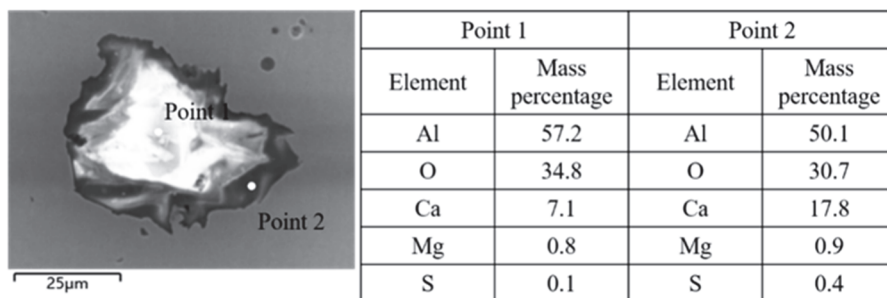 Point 1
Point 2
25μm
Point 1 Point 2
Element Mass percentage Element Mass percentage
Al 57.2 Al 50.1
O 34.8 O 30.7
Ca 7.1 Ca 17.8
Mg 0.8 Mg 0.9
S 0.1 S 0.4